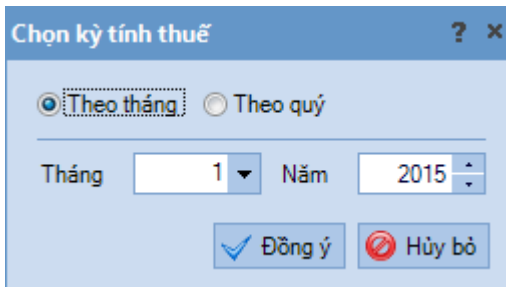 Chọn kỳ tính thuế ? ×
Theo tháng Theo quý
Tháng 1 Năm 2015
Đồng ý Hủy bỏ